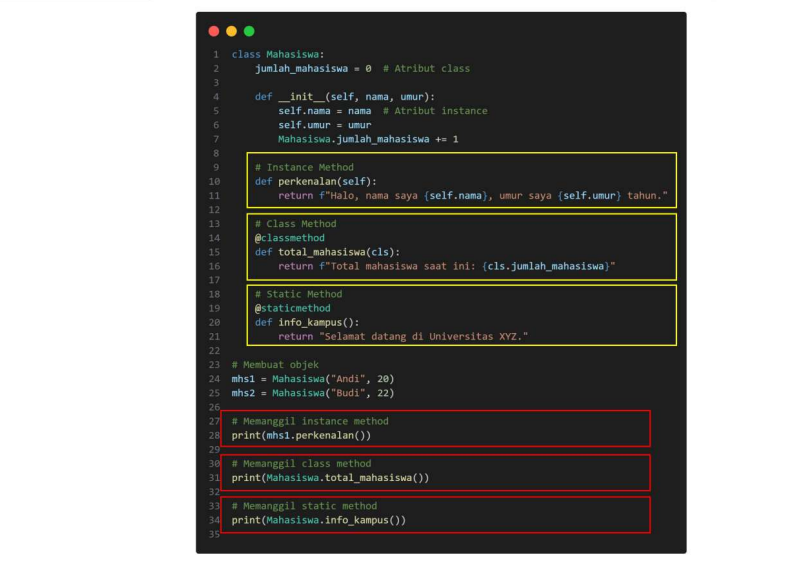 1 class Mahasiswa:
2     jumlah_mahasiswa = 0  # Atribut class
3
4     def __init__(self, nama, umur):
5         self.nama = nama  # Atribut instance
6         self.umur = umur
7         Mahasiswa.jumlah_mahasiswa += 1
8
9     # Instance Method
10     def perkenalan(self):
11         return f"Halo, nama saya {self.nama}, umur saya {self.umur} tahun."
12
13     # Class Method
14     @classmethod
15     def total_mahasiswa(cls):
16         return f"Total mahasiswa saat ini: {cls.jumlah_mahasiswa}"
17
18     # Static Method
19     @staticmethod
20     def info_kampus():
21         return "Selamat datang di Universitas XYZ."
22
23 # Membuat objek
24 mhs1 = Mahasiswa("Andi", 20)
25 mhs2 = Mahasiswa("Budi", 22)
26
27 # Memanggil instance method
28 print(mhs1.perkenalan())
29
30 # Memanggil class method
31 print(Mahasiswa.total_mahasiswa())
32
33 # Memanggil static method
34 print(Mahasiswa.info_kampus())
35